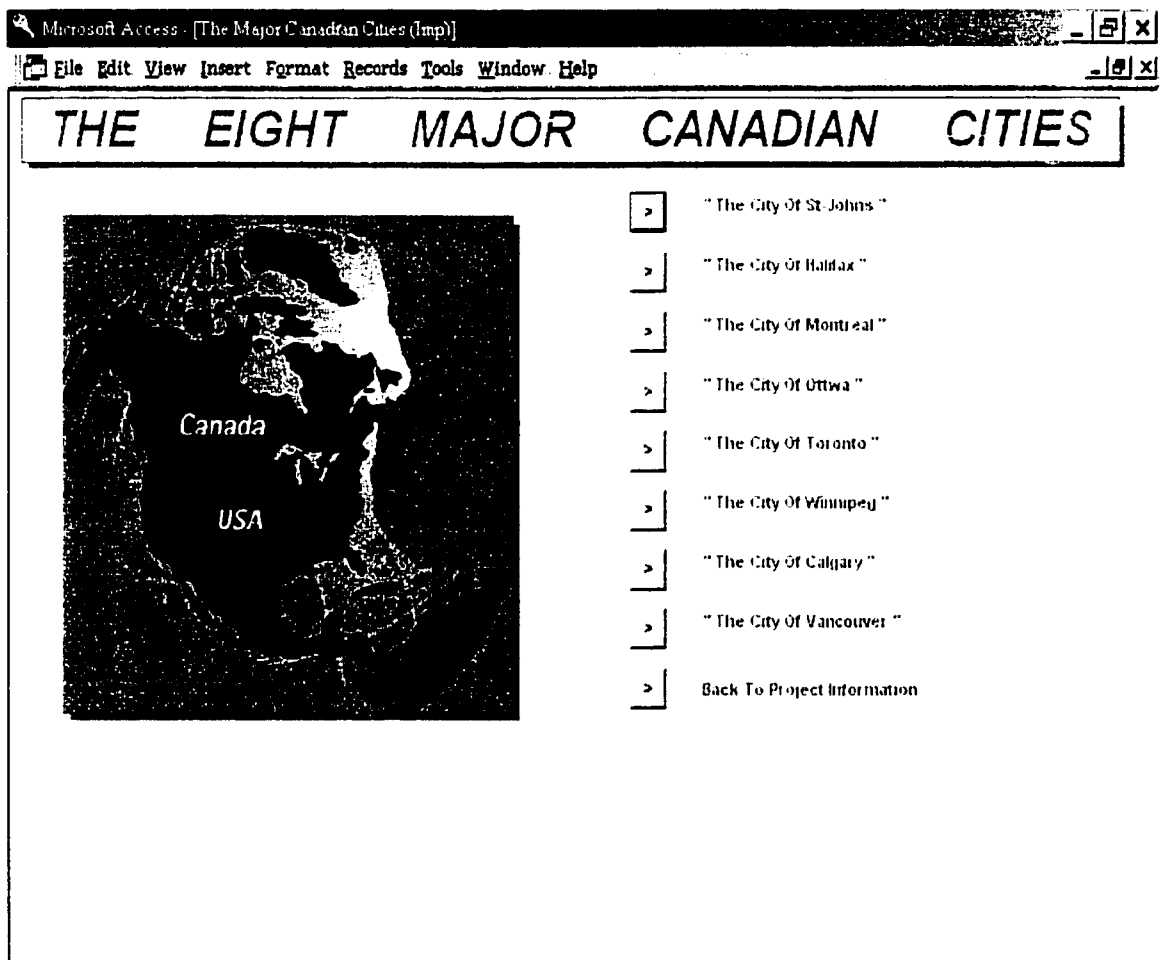 Microsoft Access - [The Major Canadian Cities (Imp)]
File Edit View Insert Format Records Tools Window Help
THE EIGHT MAJOR CANADIAN CITIES
> " The City Of St-Johns "
> " The City Of Halifax "
> " The City Of Montreal "
> " The City Of Ottwa "
> " The City Of Toronto "
> " The City Of Winnipeg "
> " The City Of Calgary "
> " The City Of Vancouver "
> Back To Project Information
Canada
USA